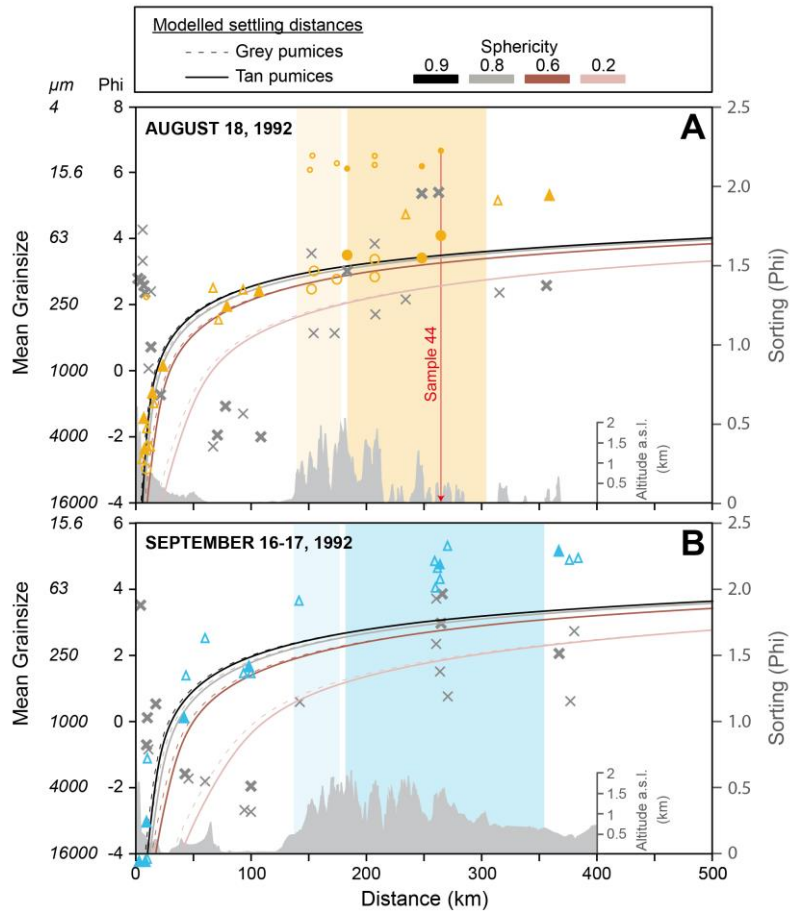 Modelled settling distances
Grey pumices
Tan pumices
Sphericity
0.9 0.8 0.6 0.2
µm Phi
AUGUST 18, 1992
A
4 8
15.6 6
63 4
250 2
1000 0
4000 -2
16000 -4
Mean Grainsize
2.5
2.0
1.5
1.0
0.5
0
Sorting (Phi)
Sample 44
2
1.5
1
0.5
0
Altitude a.s.l.
(km)
SEPTEMBER 16-17, 1992
B
15.6 6
63 4
250 2
1000 0
4000 -2
16000 -4
Mean Grainsize
2.5
2.0
1.5
1.0
0.5
0
Sorting (Phi)
2
1.5
1
0.5
0
Altitude a.s.l.
(km)
0 100 200 300 400 500
Distance (km)